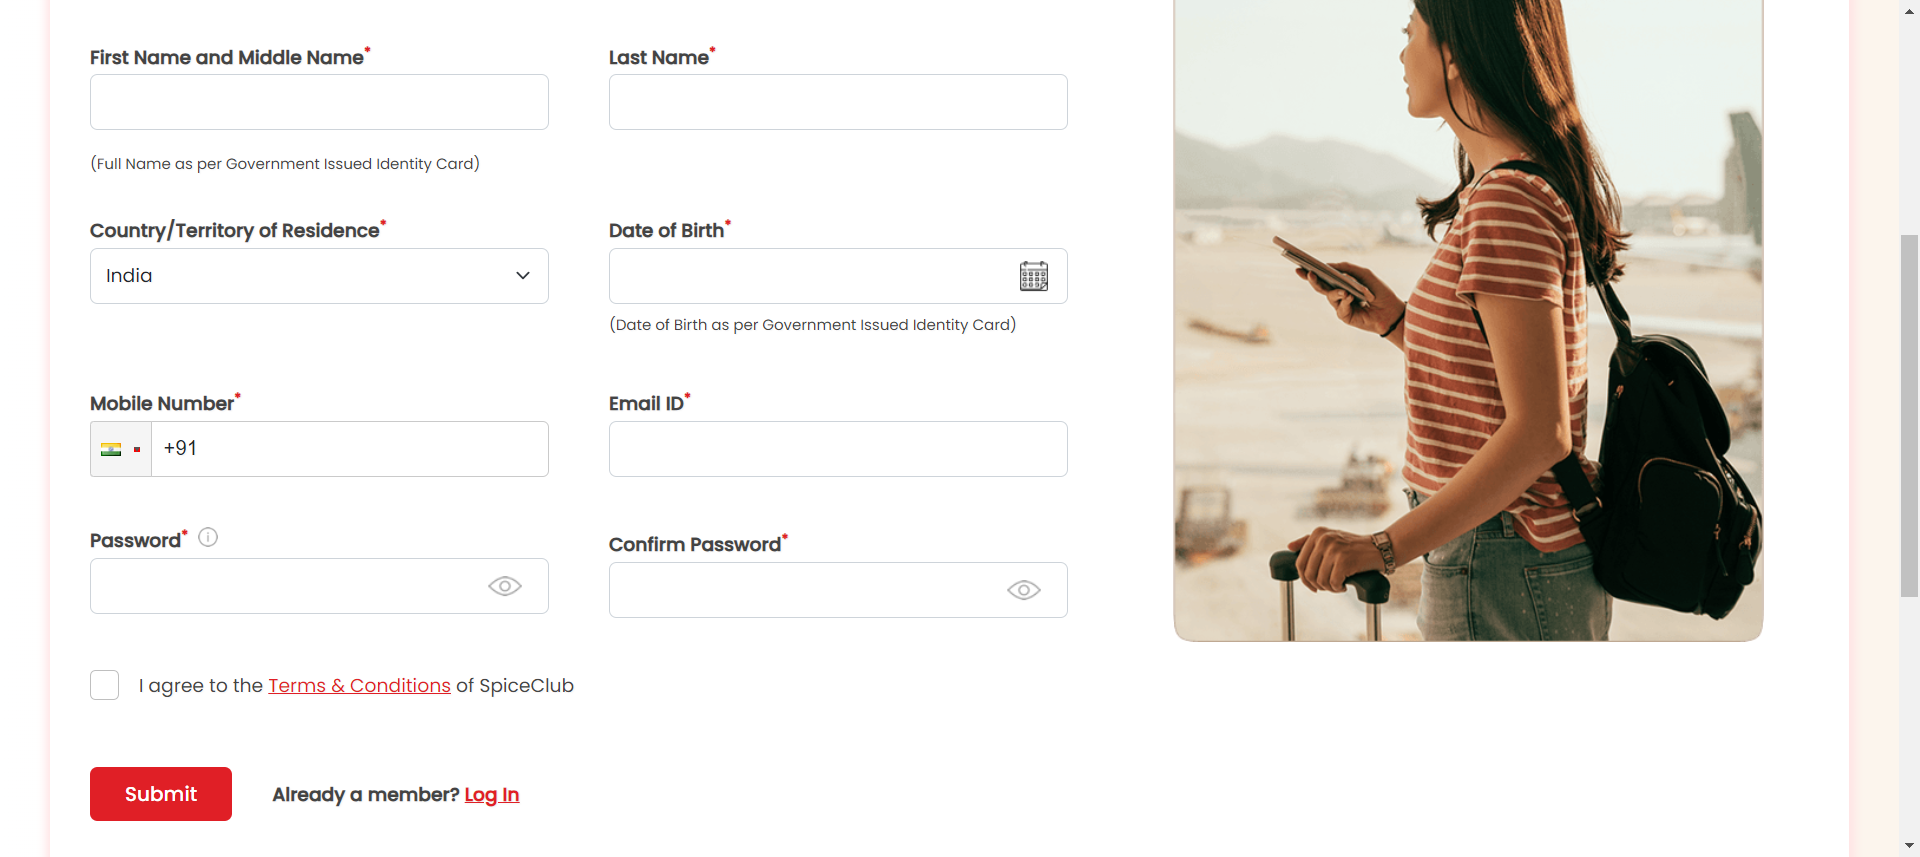 First Name and Middle Name*
Last Name*
(Full Name as per Government Issued Identity Card)
Country/Territory of Residence*
Date of Birth*
India
(Date of Birth as per Government Issued Identity Card)
Mobile Number*
Email ID*
+91
Password*
Confirm Password*
I agree to the Terms & Conditions of SpiceClub
Submit
Already a member? Log In